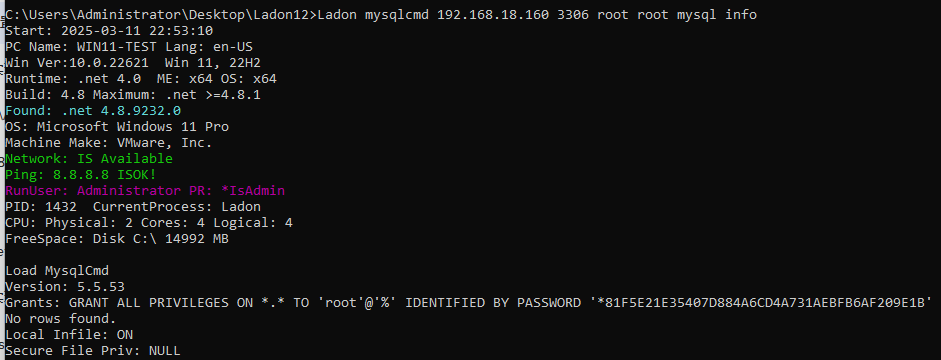 C:\Users\Administrator\Desktop\Ladon12>Ladon mysqlcmd 192.168.18.160 3306 root root mysql info
Start: 2025-03-11 22:53:10
PC Name: WIN11-TEST Lang: en-US
Win Ver:10.0.22621  Win 11, 22H2
Runtime: .net 4.0  ME: x64 OS: x64
Build: 4.8 Maximum: .net >=4.8.1
Found: .net 4.8.9232.0
OS: Microsoft Windows 11 Pro
Machine Make: VMware, Inc.
Network: IS Available
Ping: 8.8.8.8 ISOK!
RunUser: Administrator PR: *IsAdmin
PID: 1432  CurrentProcess: Ladon
CPU: Physical: 2 Cores: 4 Logical: 4
FreeSpace: Disk C:\ 14992 MB
Load MysqlCmd
Version: 5.5.53
Grants: GRANT ALL PRIVILEGES ON *.* TO 'root'@'%' IDENTIFIED BY PASSWORD '*81F5E21E35407D884A6CD4A731AEBFB6AF209E1B'
No rows found.
Local Infile: ON
Secure File Priv: NULL